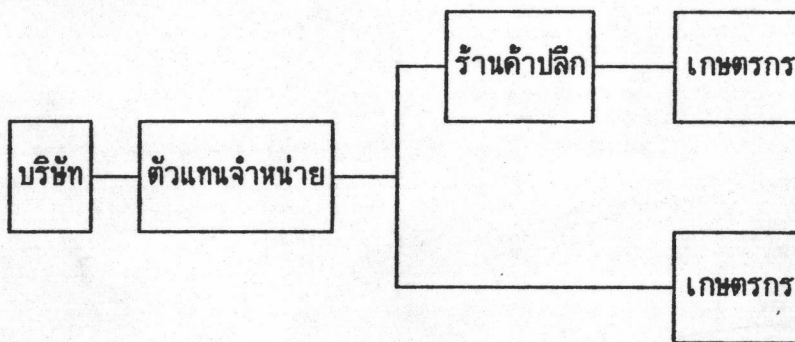 ร้านค้าปลีก
เกษตรกร
บริษัท
ตัวแทนจำหน่าย
เกษตรกร